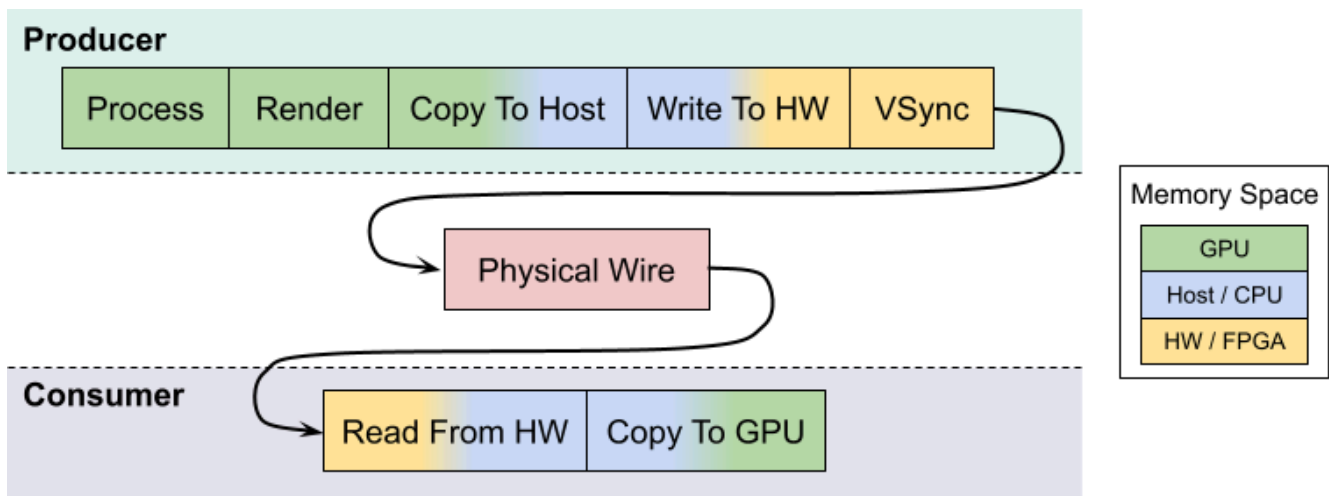 Producer
Process Render Copy To Host Write To HW VSync
Physical Wire
Memory Space
GPU
Host / CPU
HW / FPGA
Consumer
Read From HW Copy To GPU